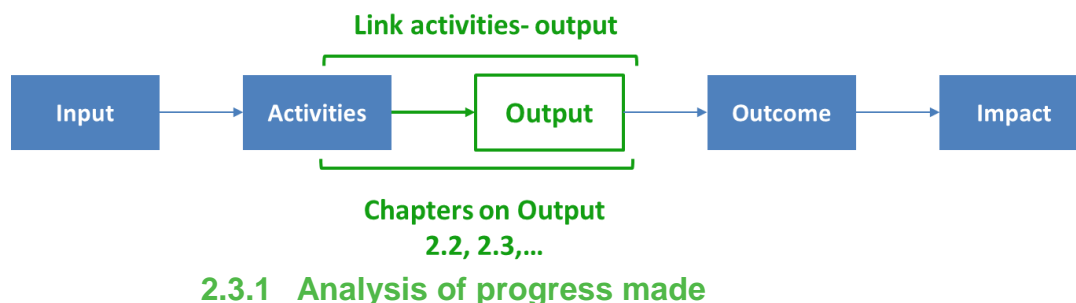 Link activities- output
Input
Activities
Output
Outcome
Impact
Chapters on Output
2.2, 2.3,...
2.3.1 Analysis of progress made